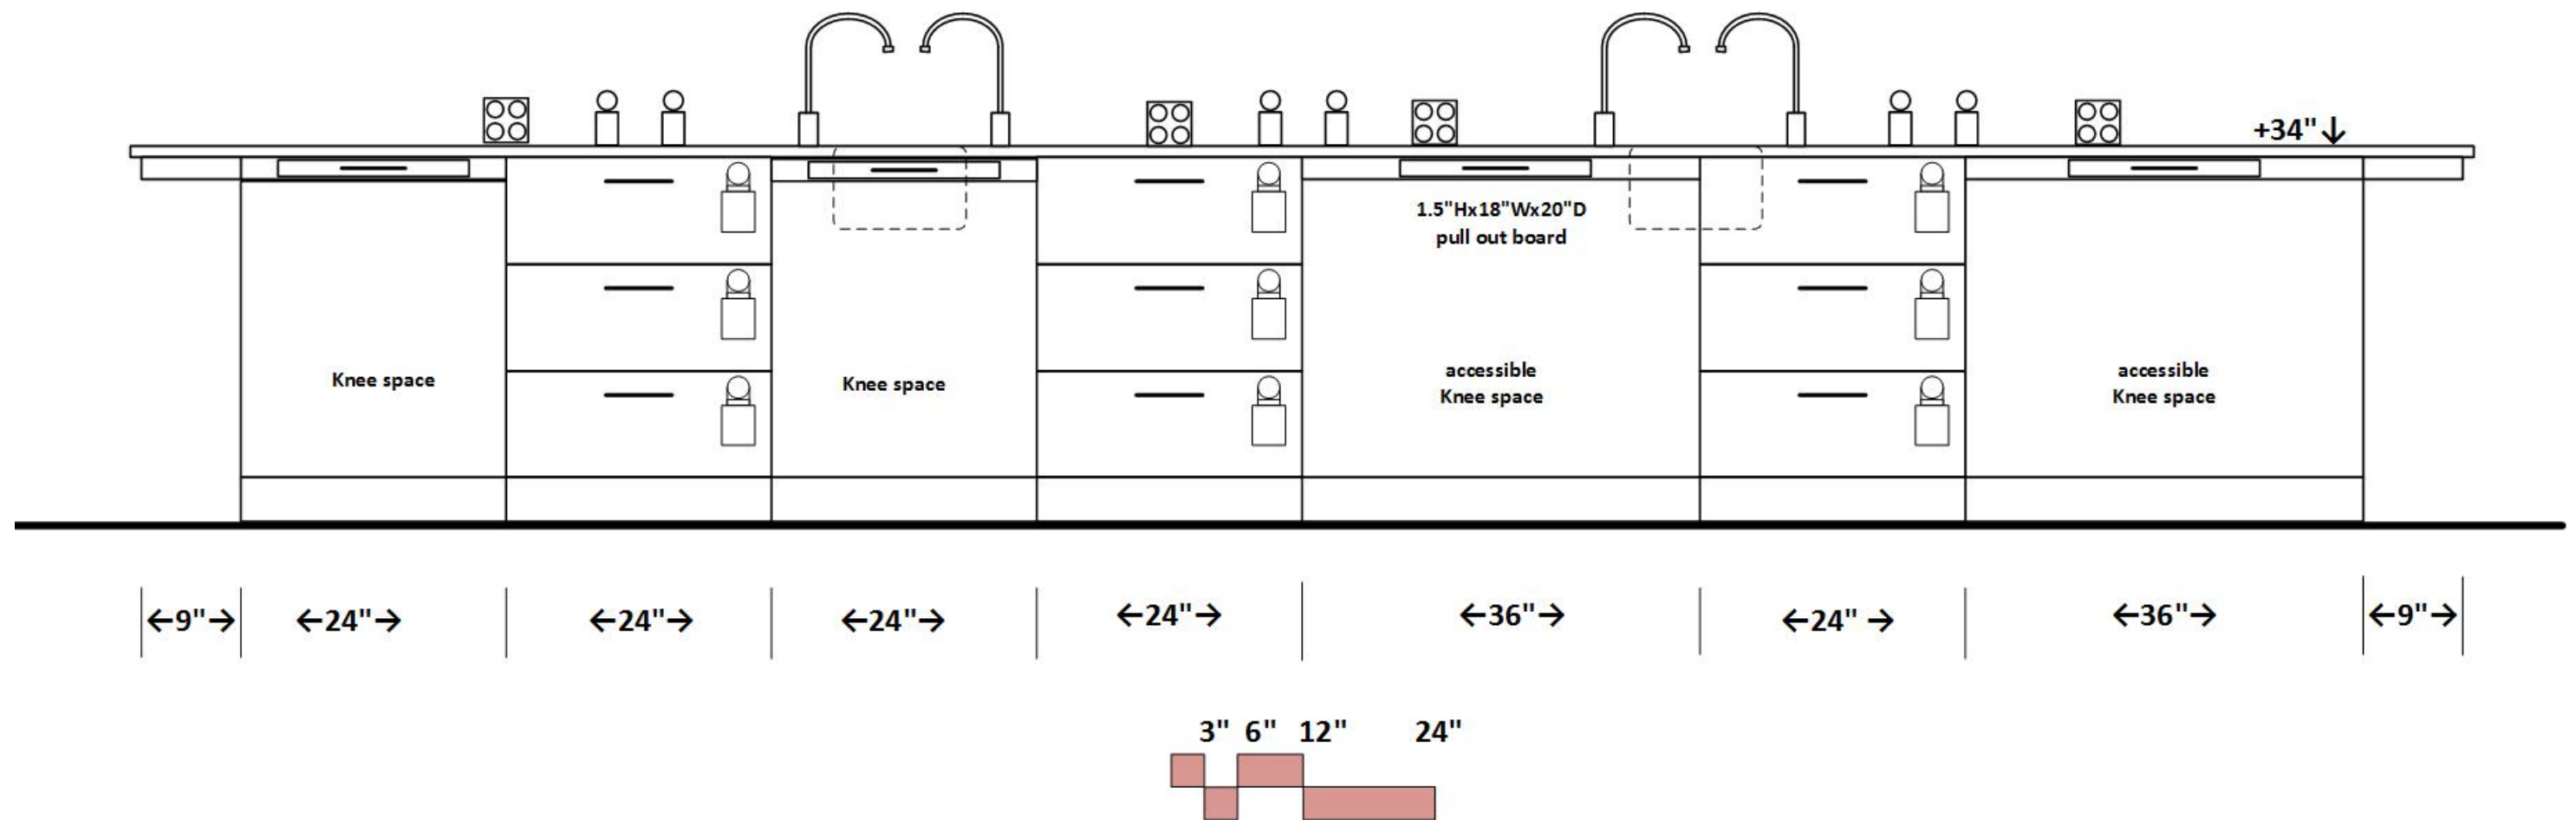 +34"↓
1.5"Hx18"Wx20"D
pull out board
Knee space
Knee space
accessible
Knee space
accessible
Knee space
←9"→ ←24"→ ←24"→ ←24"→ ←24"→ ←36"→ ←24" → ←36"→ ←9"→
3" 6" 12" 24"